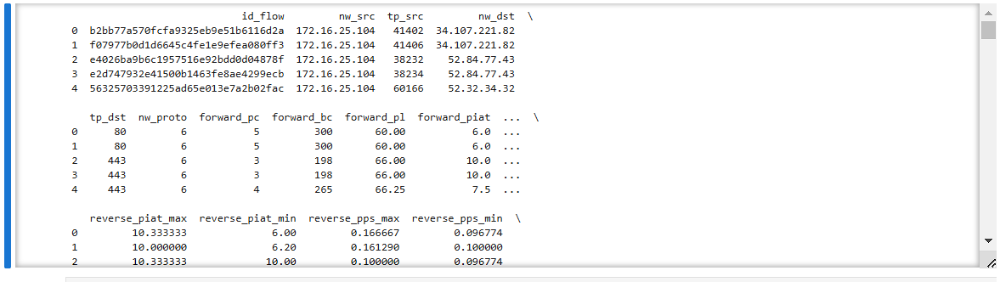 id_flow nw_src tp_src nw_dst \
0 b2bb77a570fcfa9325eb9e51b6116d2a 172.16.25.104 41402 34.107.221.82
1 f07977b0d1d6645c4fe1e9efea080ff3 172.16.25.104 41406 34.107.221.82
2 e4026ba9b6c1957516e92bdd0d04878f 172.16.25.104 38232 52.84.77.43
3 e2d747932e41500b1463fe8ae4299ecb 172.16.25.104 38234 52.84.77.43
4 56325703391225ad65e013e7a2b02fac 172.16.25.104 60166 52.32.34.32
tp_dst nw_proto forward_pc forward_bc forward_pl forward_piat ... \
0 80 6 5 300 60.00 6.0 ...
1 80 6 5 300 60.00 6.0 ...
2 443 6 3 198 66.00 10.0 ...
3 443 6 3 198 66.00 10.0 ...
4 443 6 4 265 66.25 7.5 ...
reverse_piat_max reverse_piat_min reverse_pps_max reverse_pps_min \
0 10.333333 6.00 0.166667 0.096774
1 10.000000 6.20 0.161290 0.100000
2 10.333333 10.00 0.100000 0.096774